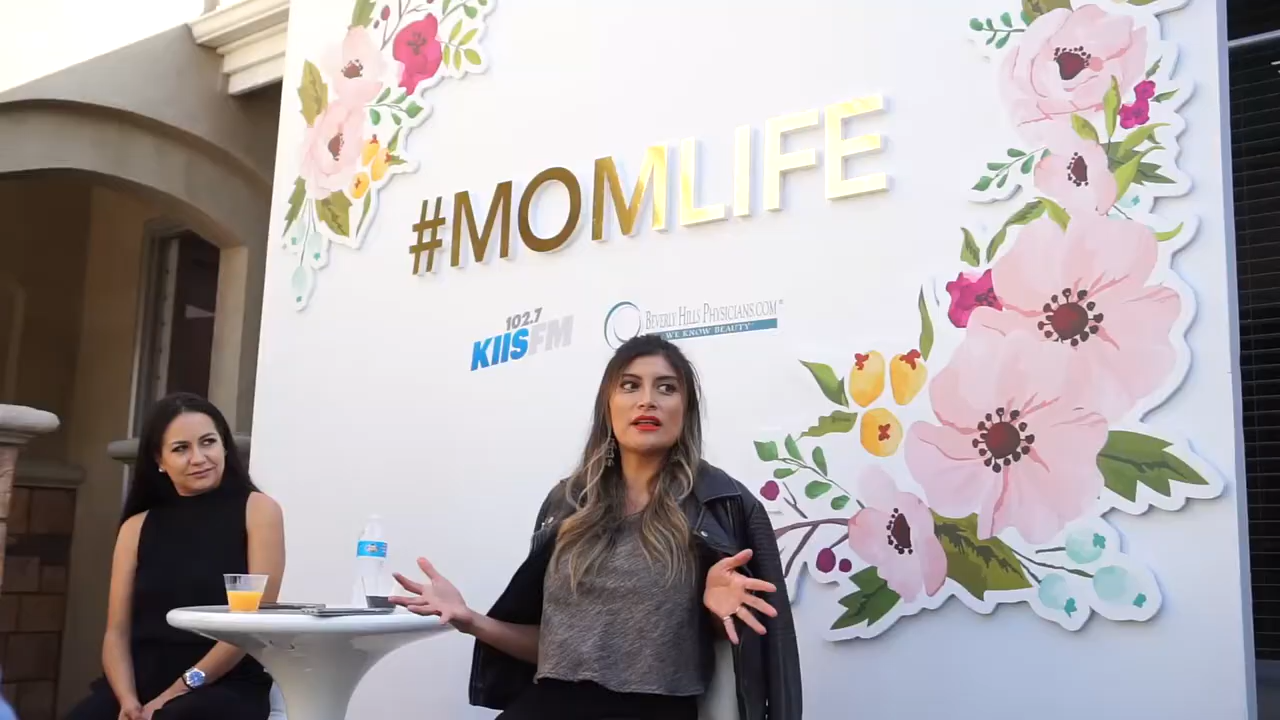 #MOMLIFE
102.7
KIISFM
BEVERLY HILLS PHYSICIANS.COM®
WE KNOW BEAUTY